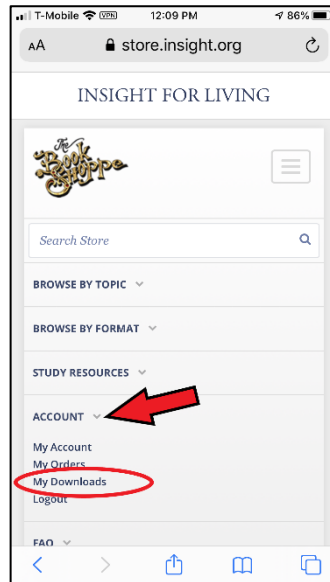 T-Mobile VPN 12:09 PM 86%
AA store.insight.org
INSIGHT FOR LIVING
The
Book
Shoppe
Search Store
BROWSE BY TOPIC
BROWSE BY FORMAT
STUDY RESOURCES
ACCOUNT
My Account
My Orders
My Downloads
Logout
FAQ